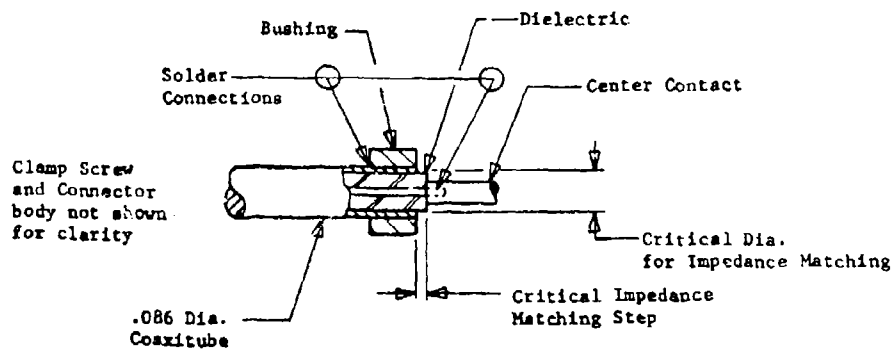 Bushing
Dielectric
Solder
Connections
Center Contact
Clamp Screw
and Connector
body not shown
for clarity
Critical Dia.
for Impedance Matching
Critical Impedance
Matching Step
.086 Dia.
Coaxitube